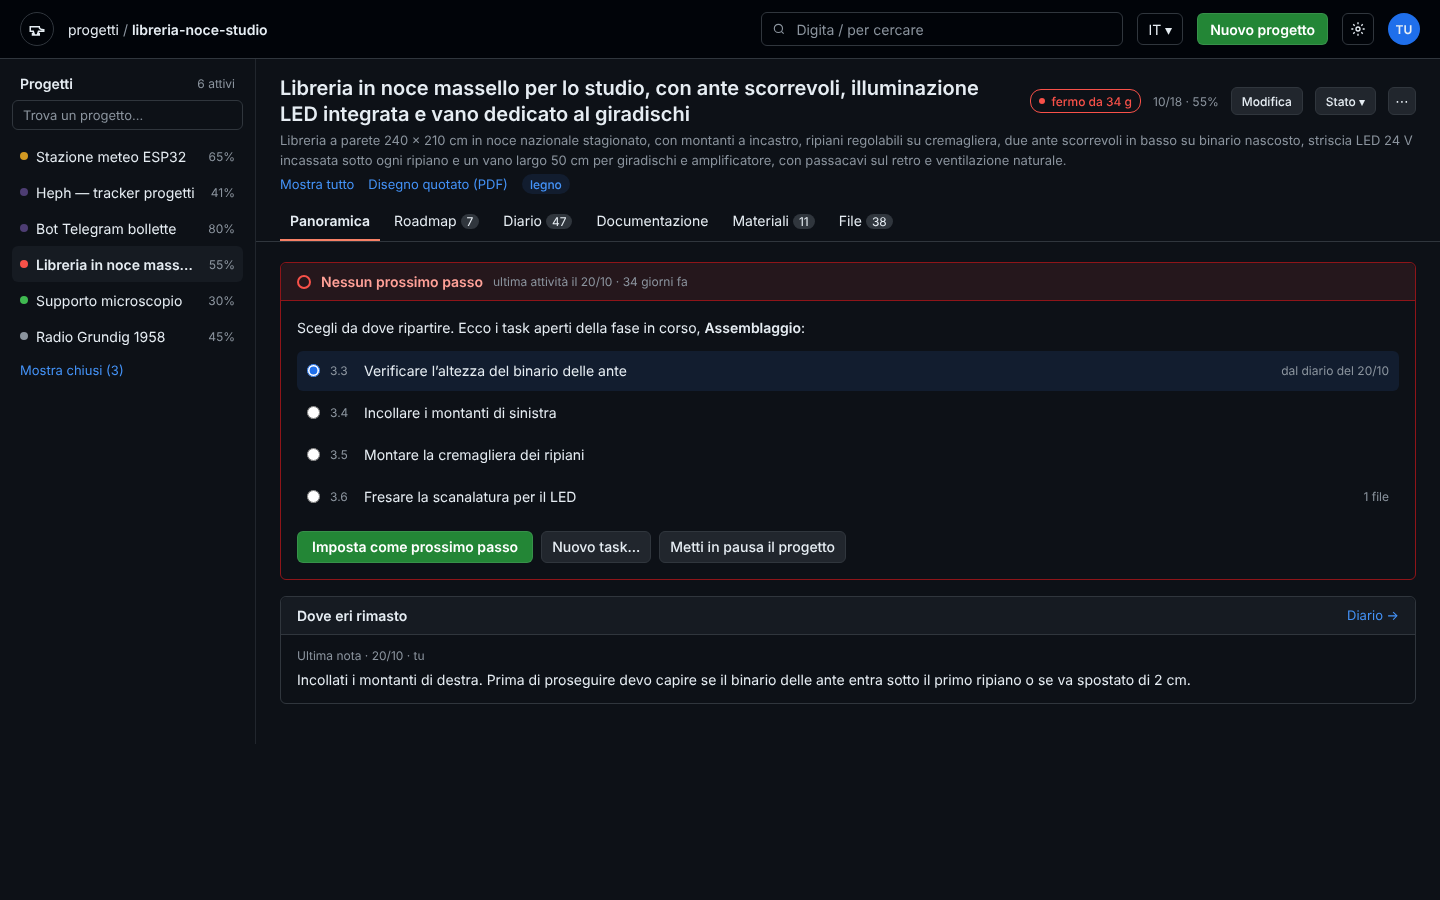 progetti / libreria-noce-studio
Digita / per cercare
IT ▾
Nuovo progetto
TU
Progetti
6 attivi
Trova un progetto...
Stazione meteo ESP32 65%
Heph — tracker progetti 41%
Bot Telegram bollette 80%
Libreria in noce mass... 55%
Supporto microscopio 30%
Radio Grundig 1958 45%
Mostra chiusi (3)
Libreria in noce massello per lo studio, con ante scorrevoli, illuminazione
LED integrata e vano dedicato al giradischi
fermo da 34 g
10/18 · 55%
Modifica
Stato ▾
···
Libreria a parete 240 × 210 cm in noce nazionale stagionato, con montanti a incastro, ripiani regolabili su cremagliera, due ante scorrevoli in basso su binario nascosto, striscia LED 24 V
incassata sotto ogni ripiano e un vano largo 50 cm per giradischi e amplificatore, con passacavi sul retro e ventilazione naturale.
Mostra tutto Disegno quotato (PDF) legno
Panoramica Roadmap 7 Diario 47 Documentazione Materiali 11 File 38
Nessun prossimo passo ultima attività il 20/10 · 34 giorni fa
Scegli da dove ripartire. Ecco i task aperti della fase in corso, Assemblaggio:
3.3 Verificare l’altezza del binario delle ante dal diario del 20/10
3.4 Incollare i montanti di sinistra
3.5 Montare la cremagliera dei ripiani
3.6 Fresare la scanalatura per il LED 1 file
Imposta come prossimo passo Nuovo task... Metti in pausa il progetto
Dove eri rimasto Diario →
Ultima nota · 20/10 · tu
Incollati i montanti di destra. Prima di proseguire devo capire se il binario delle ante entra sotto il primo ripiano o se va spostato di 2 cm.